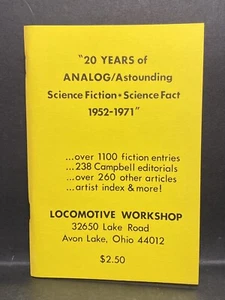 "20 YEARS of
ANALOG/Astounding
Science Fiction • Science Fact
1952-1971"
...over 1100 fiction entries
...238 Campbell editorials
...over 260 other articles
...artist index & more!
LOCOMOTIVE WORKSHOP
32650 Lake Road
Avon Lake, Ohio 44012
$2.50